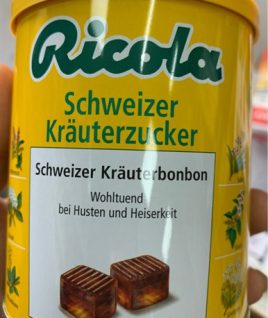 Ricola
Schweizer
Kräuterzucker
Schweizer Kräuterbonbon
Wohltuend
bei Husten und Heiserkeit